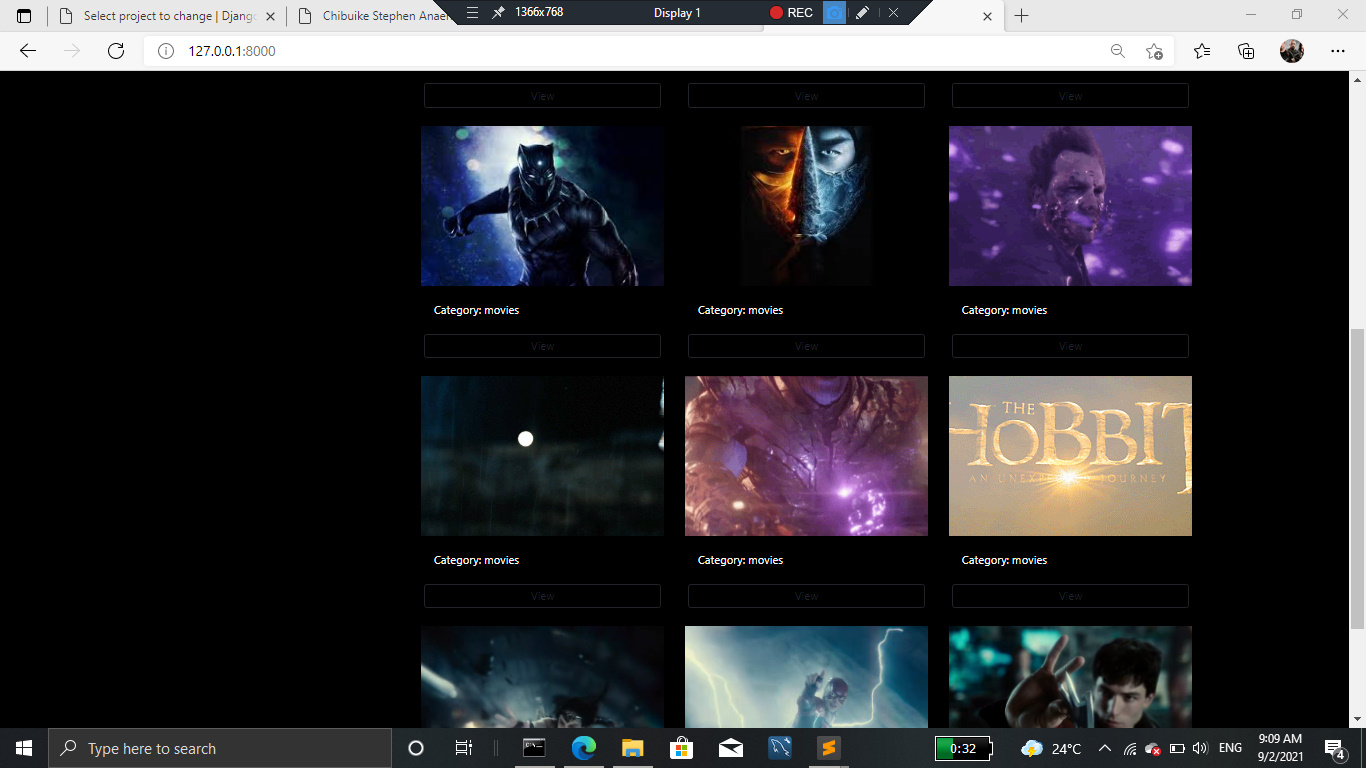 Select project to change | Djang
Chibuike Stephen Anae
1366x768
Display 1
REC
127.0.0.1:8000
View
View
View
Category: movies
Category: movies
Category: movies
View
View
View
THE
HOBBIT
AN UNEXPECTED JOURNEY
Category: movies
Category: movies
Category: movies
View
View
View
Type here to search
0:32
24°C
ENG
9:09 AM
9/2/2021
4